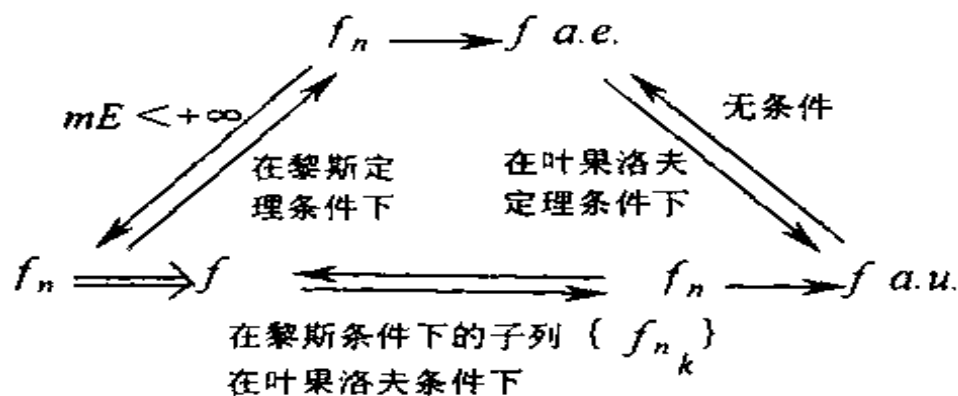 fₙ ⟶ f a.e.
mE < +∞
无条件
在黎斯定
理条件下
在叶果洛夫
定理条件下
fₙ ⟹ f
fₙ ⟶ f a.u.
在黎斯条件下的子列 { f_{n_k} }
在叶果洛夫条件下